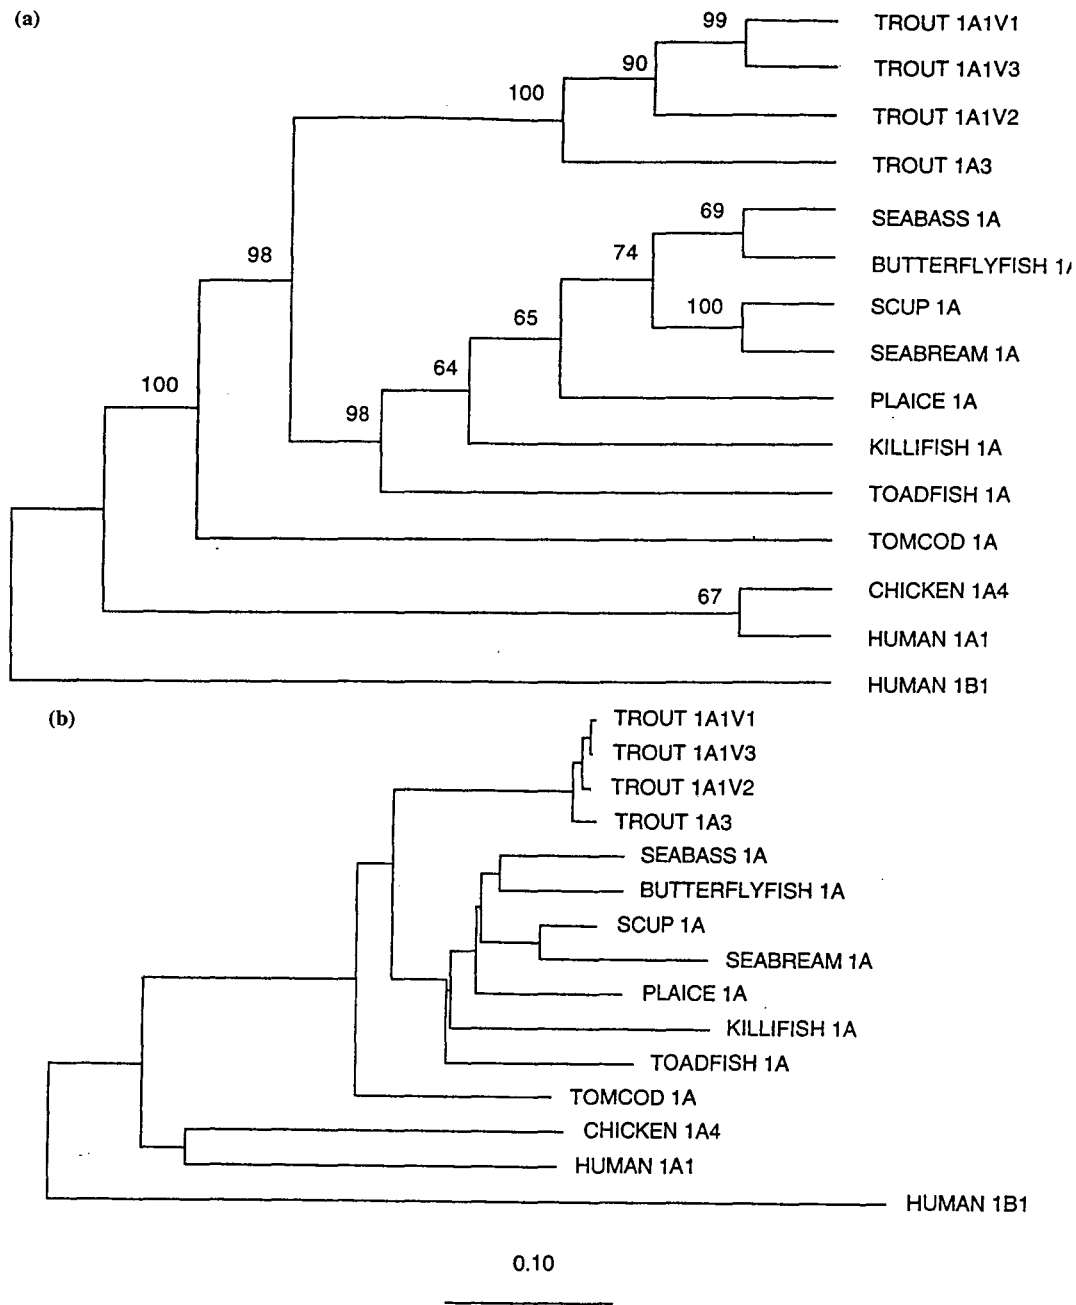 (a)
99
TROUT 1A1V1
90
TROUT 1A1V3
100
TROUT 1A1V2
TROUT 1A3
69
SEABASS 1A
74
BUTTERFLYFISH 1A
100
SCUP 1A
65
SEABREAM 1A
64
PLAICE 1A
98
98
KILLIFISH 1A
100
TOADFISH 1A
TOMCOD 1A
67
CHICKEN 1A4
HUMAN 1A1
HUMAN 1B1
(b)
TROUT 1A1V1
TROUT 1A1V3
TROUT 1A1V2
TROUT 1A3
SEABASS 1A
BUTTERFLYFISH 1A
SCUP 1A
SEABREAM 1A
PLAICE 1A
KILLIFISH 1A
TOADFISH 1A
TOMCOD 1A
CHICKEN 1A4
HUMAN 1A1
HUMAN 1B1
0.10